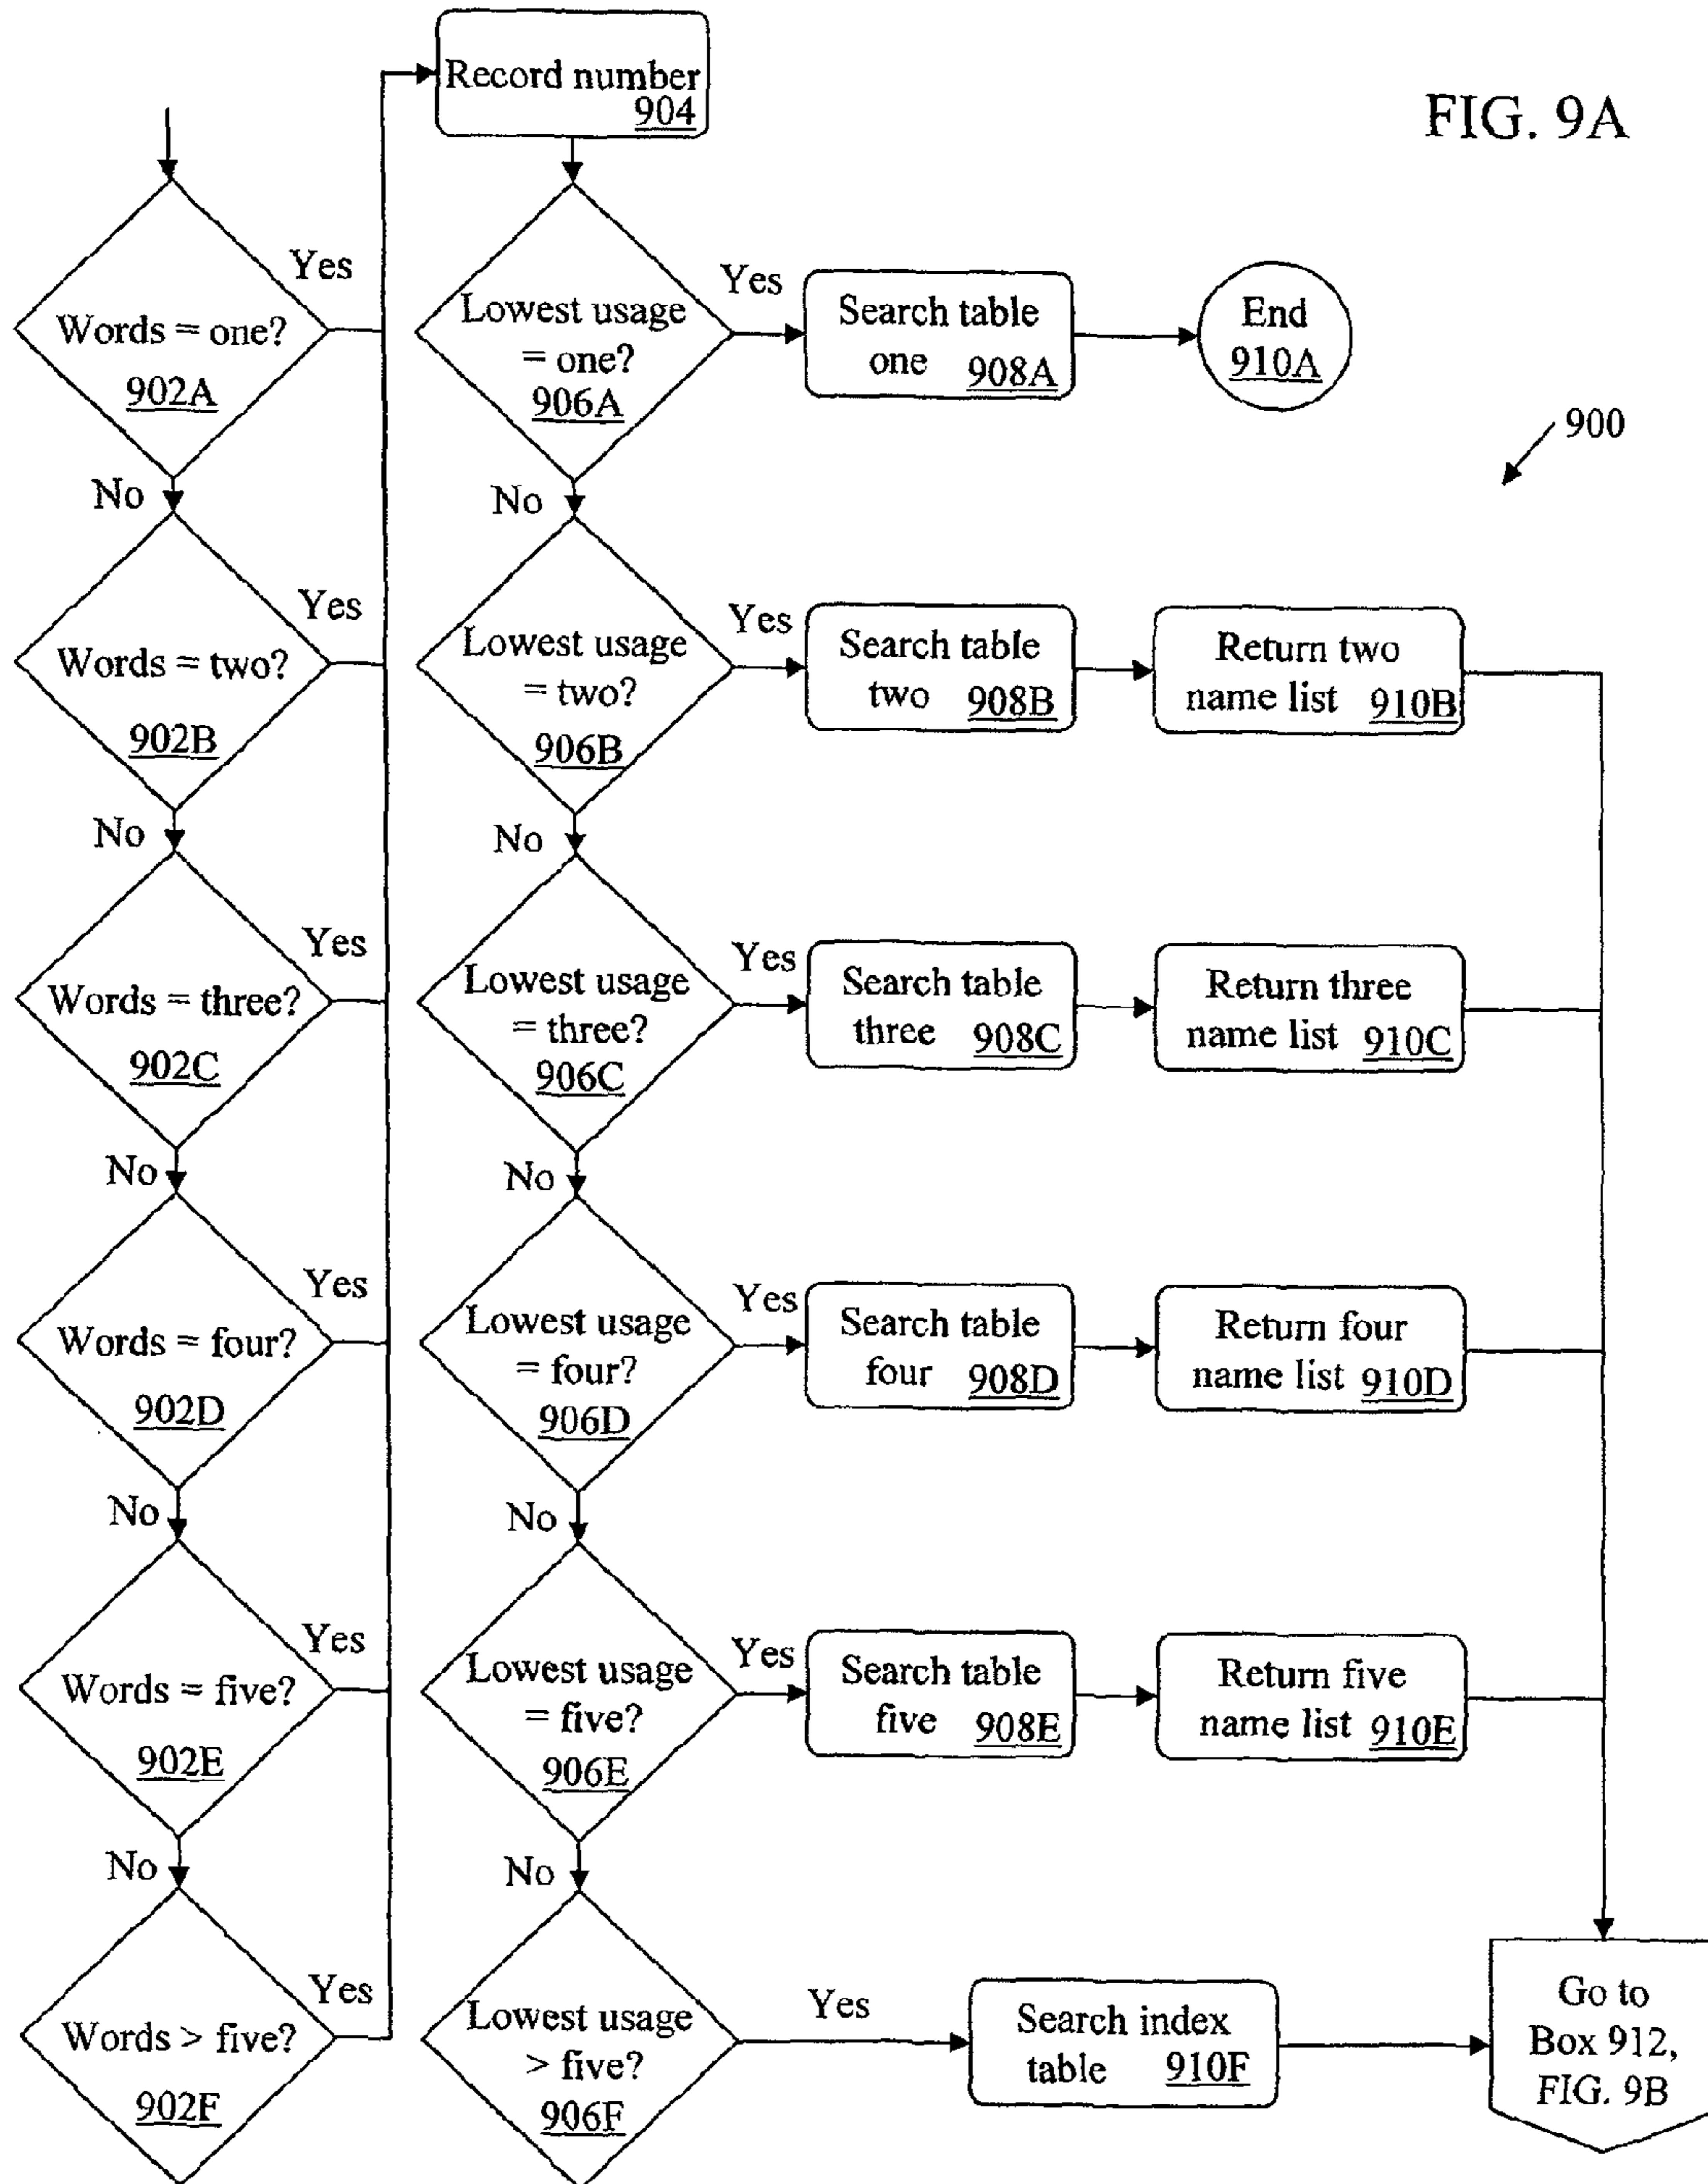 Record number
904
FIG. 9A
Yes
Words = one?
902A
Lowest usage
= one?
906A
Yes
Search table
one 908A
End
910A
900
No
No
Yes
Words = two?
902B
Lowest usage
= two?
906B
Yes
Search table
two 908B
Return two
name list 910B
No
No
Yes
Words = three?
902C
Lowest usage
= three?
906C
Yes
Search table
three 908C
Return three
name list 910C
No
No
Yes
Words = four?
902D
Lowest usage
= four?
906D
Yes
Search table
four 908D
Return four
name list 910D
No
No
Yes
Words = five?
902E
Lowest usage
= five?
906E
Yes
Search table
five 908E
Return five
name list 910E
No
No
Yes
Words > five?
902F
Lowest usage
> five?
906F
Yes
Search index
table 910F
Go to
Box 912,
FIG. 9B